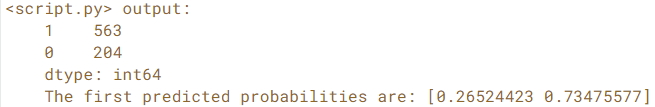 <script.py> output:
1    563
0    204
dtype: int64
The first predicted probabilities are: [0.26524423 0.73475577]